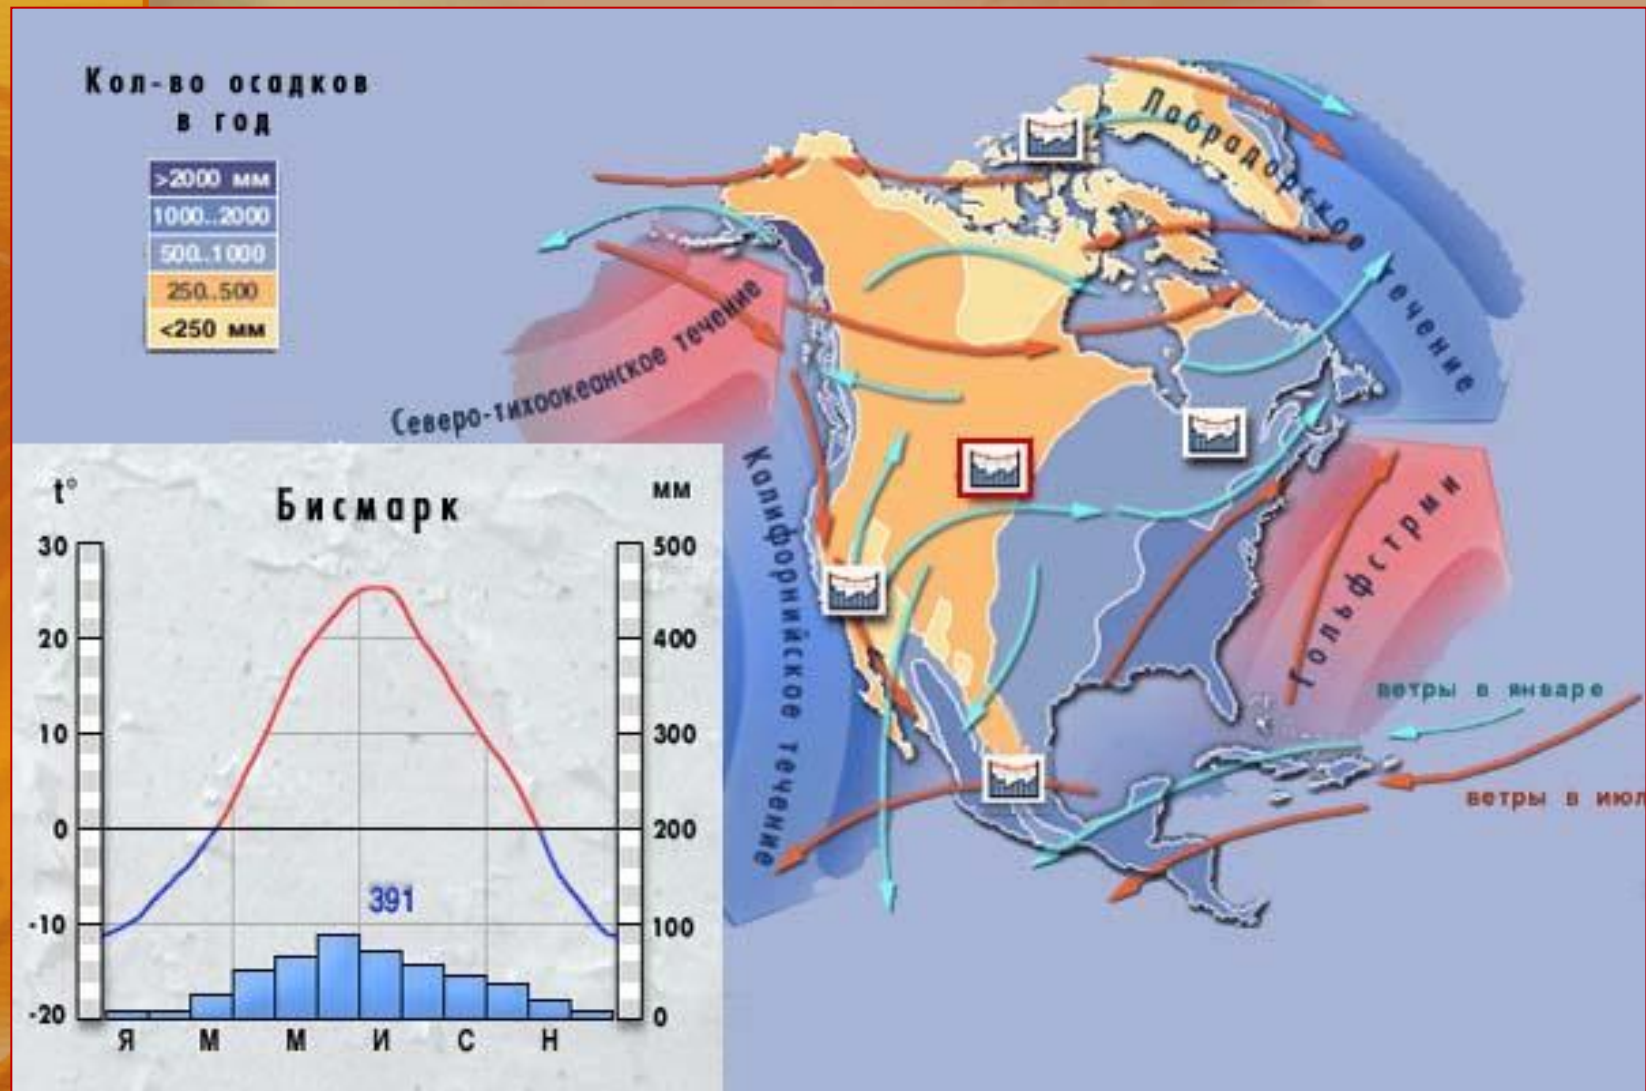 Кол-во осадков
в год
>2000 мм
1000..2000
500..1000
250..500
<250 мм
Лабрадорское течение
Северо-тихоокеанское течение
Калифорнийское течение
Гольфстрим
ветры в январе
ветры в июл
t°
Бисмарк
мм
30
500
20
400
10
300
0
200
391
-10
100
-20
0
Я М М И С Н